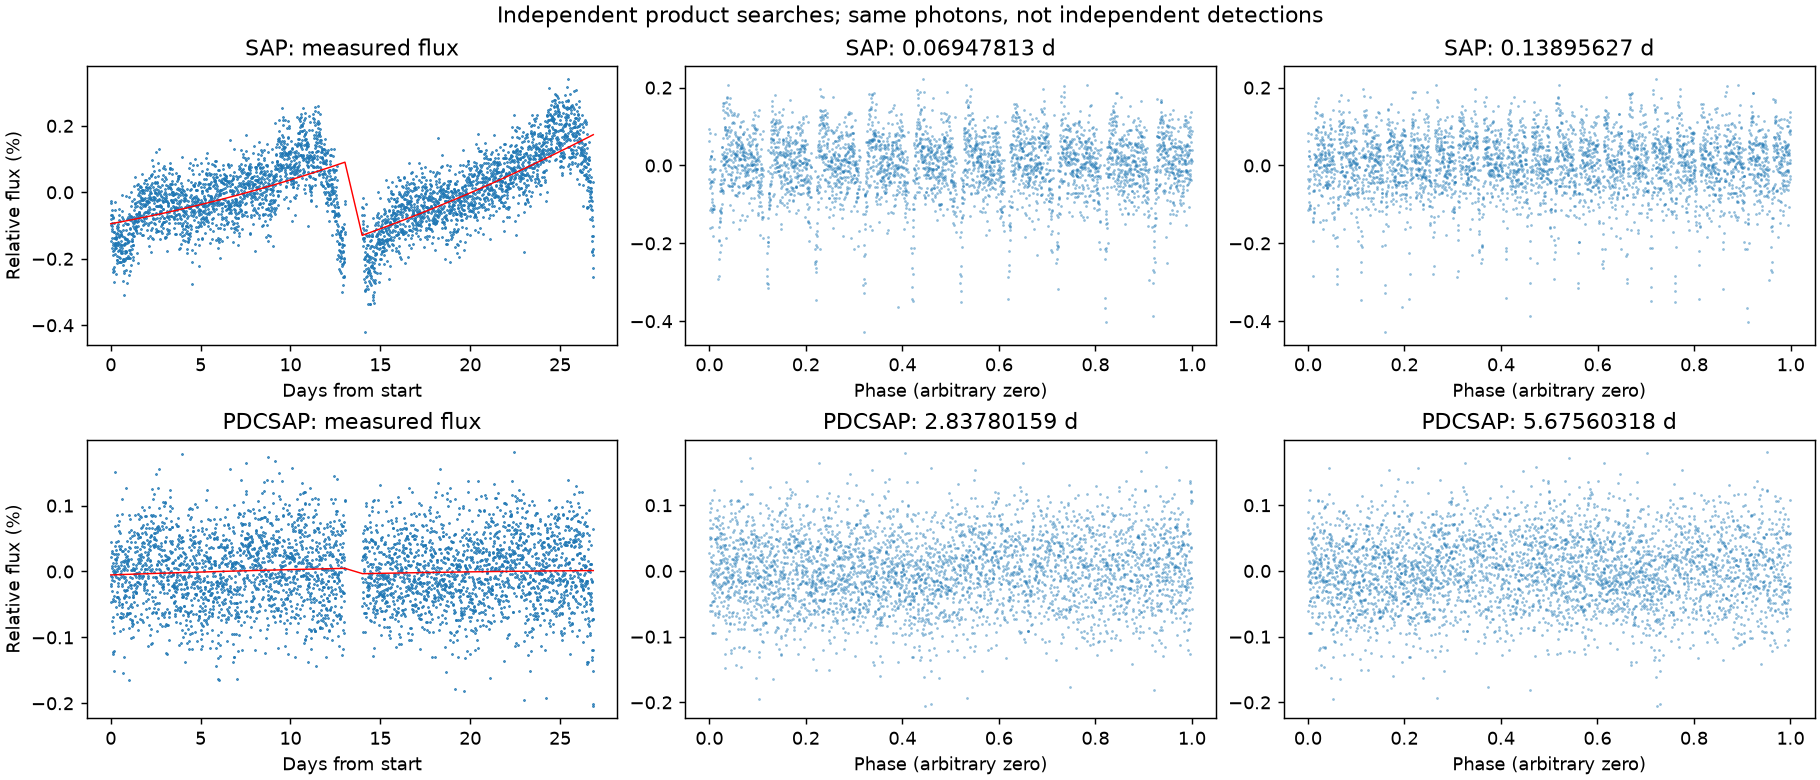 Independent product searches; same photons, not independent detections
SAP: measured flux
SAP: 0.06947813 d
SAP: 0.13895627 d
Relative flux (%)
0.2
0.0
−0.2
−0.4
0 5 10 15 20 25
Days from start
0.2
0.0
−0.2
−0.4
0.0 0.2 0.4 0.6 0.8 1.0
Phase (arbitrary zero)
0.2
0.0
−0.2
−0.4
0.0 0.2 0.4 0.6 0.8 1.0
Phase (arbitrary zero)
PDCSAP: measured flux
PDCSAP: 2.83780159 d
PDCSAP: 5.67560318 d
Relative flux (%)
0.1
0.0
−0.1
−0.2
0 5 10 15 20 25
Days from start
0.1
0.0
−0.1
−0.2
0.0 0.2 0.4 0.6 0.8 1.0
Phase (arbitrary zero)
0.1
0.0
−0.1
−0.2
0.0 0.2 0.4 0.6 0.8 1.0
Phase (arbitrary zero)